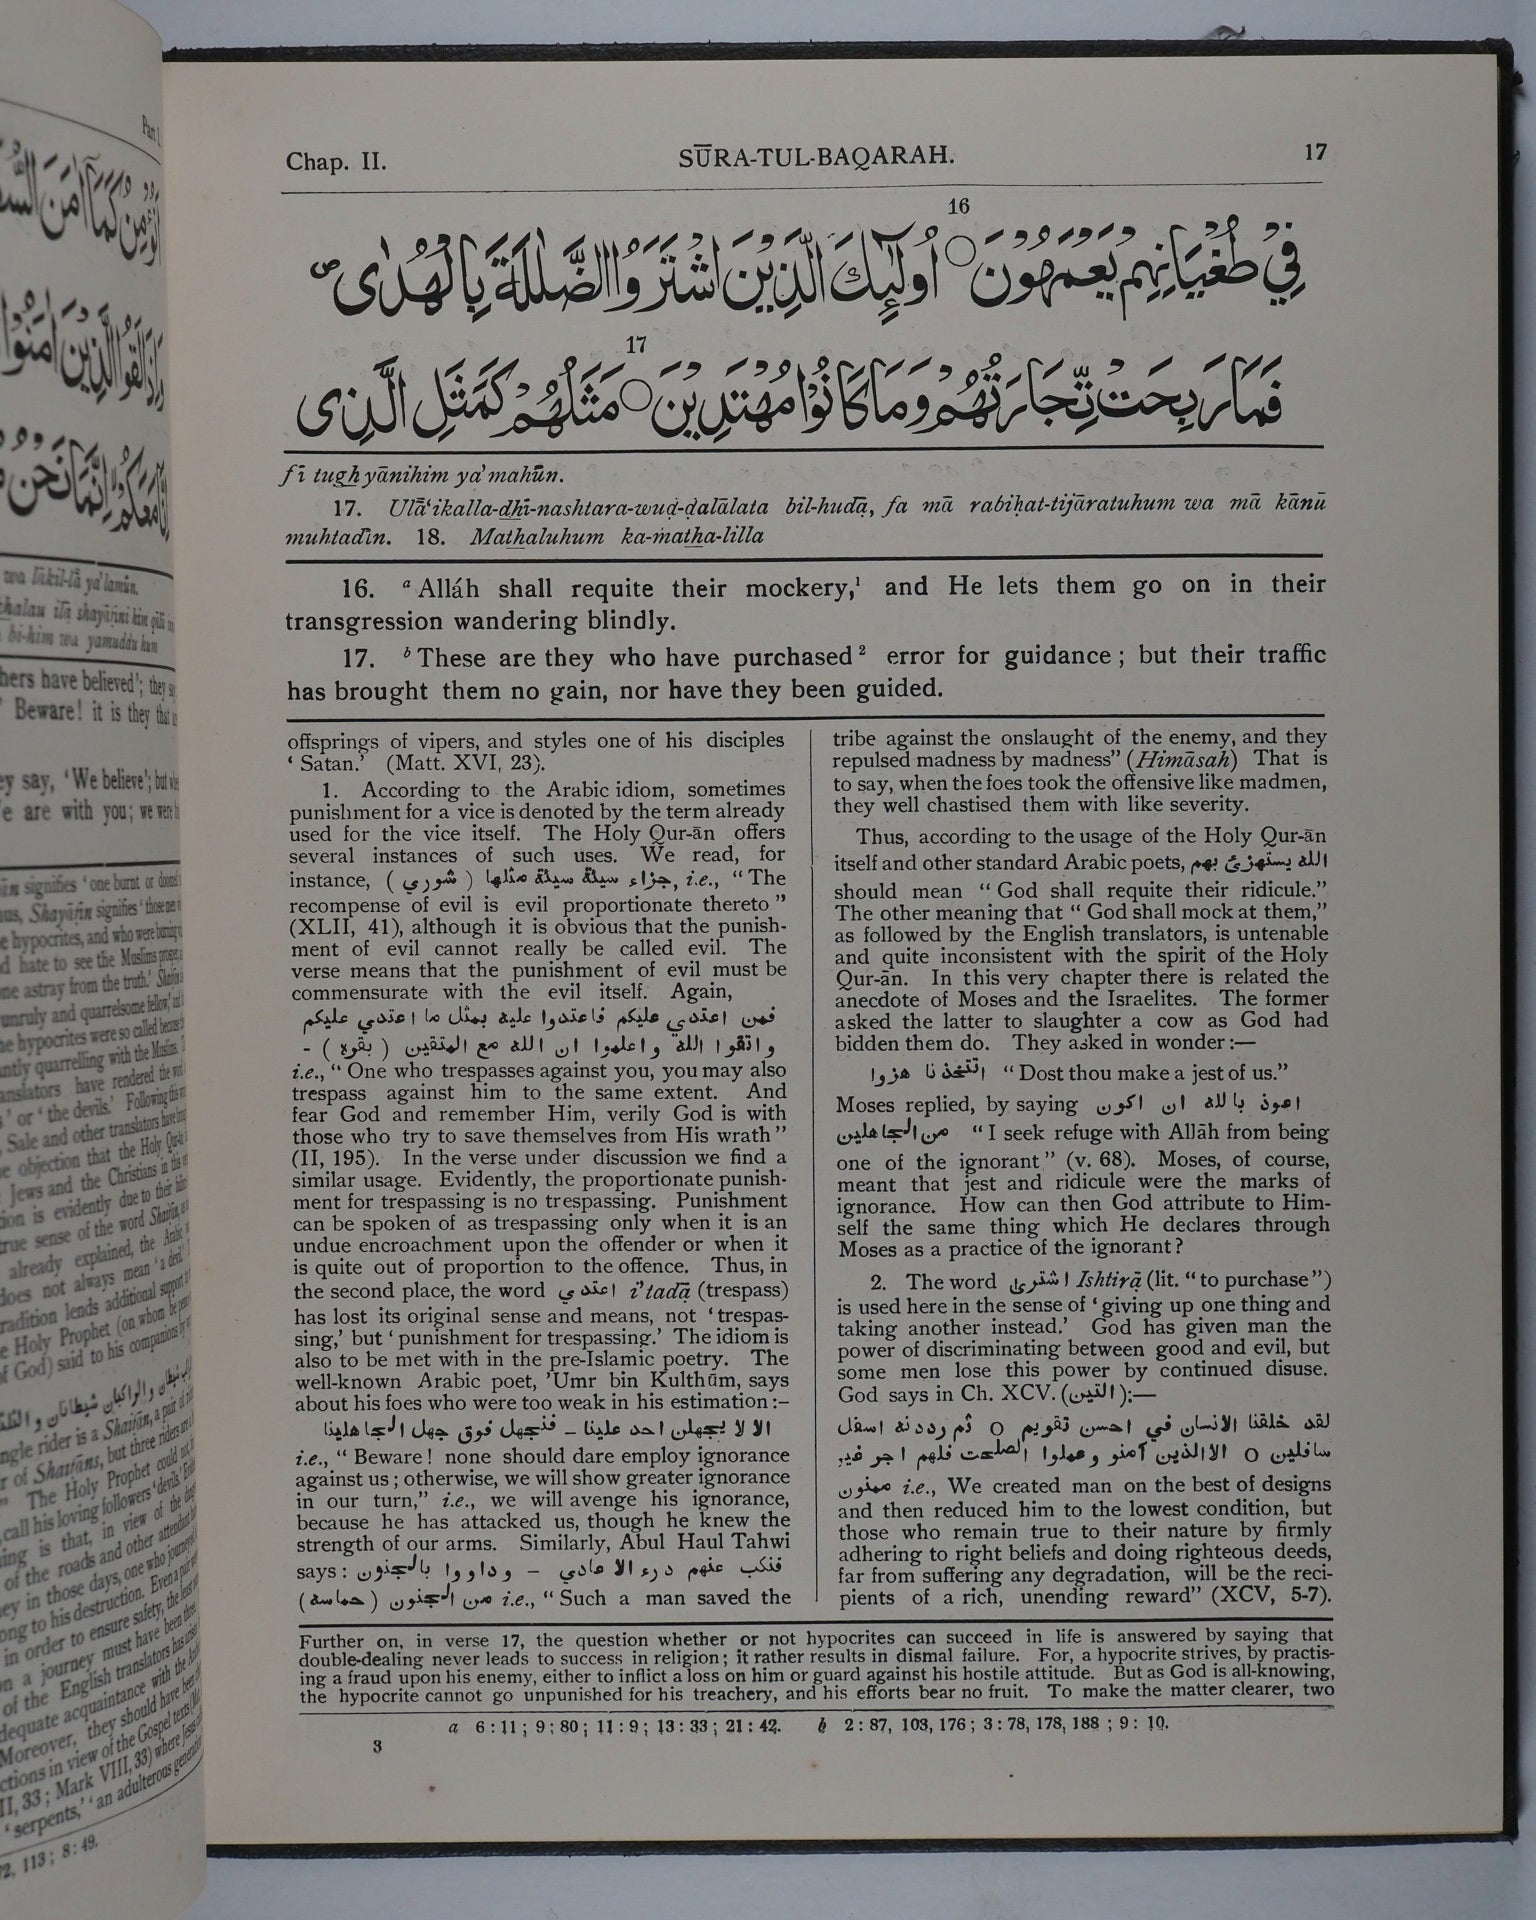 Part I
wa lākil-lā ya'lamūn.
hers have believed'; they
Beware! it is they that
ey say, 'We believe'; but
e are with you; we were
Chap. II.
SŪRA-TUL-BAQARAH.
17
16
فِيْ طُغْيَانِهِمْ يَعْمَهُوْنَ ○ اُولٰٓئِكَ الَّذِيْنَ اشْتَرَوُا الضَّلٰلَةَ بِالْهُدٰى ص
17
فَمَا رَبِحَتْ تِّجَارَتُهُمْ وَمَا كَانُوْا مُهْتَدِيْنَ ○ مَثَلُهُمْ كَمَثَلِ الَّذِى
fī tughyānihim ya'mahūn.
17. Ulā'ikalla-dhī-nashtara-wuḍ-ḍalālata bil-hudā, fa mā rabiḥat-tijāratuhum wa mā kānū
muhtadīn. 18. Mathaluhum ka-matha-lilla
16. a Alláh shall requite their mockery,1 and He lets them go on in their
transgression wandering blindly.
17. b These are they who have purchased2 error for guidance; but their traffic
has brought them no gain, nor have they been guided.
offsprings of vipers, and styles one of his disciples
'Satan.' (Matt. XVI, 23).
1. According to the Arabic idiom, sometimes
punishment for a vice is denoted by the term already
used for the vice itself. The Holy Qur-ān offers
several instances of such uses. We read, for
instance, جزاء سيئة سيئة مثلها ( شوري ), i.e., "The
recompense of evil is evil proportionate thereto"
(XLII, 41), although it is obvious that the punish-
ment of evil cannot really be called evil. The
verse means that the punishment of evil must be
commensurate with the evil itself. Again,
فمن اعتدي عليكم فاعتدوا عليه بمثل ما اعتدي عليكم
واتقوا الله واعلموا ان الله مع المتقين ( بقره ) -
i.e., "One who trespasses against you, you may also
trespass against him to the same extent. And
fear God and remember Him, verily God is with
those who try to save themselves from His wrath"
(II, 195). In the verse under discussion we find a
similar usage. Evidently, the proportionate punish-
ment for trespassing is no trespassing. Punishment
can be spoken of as trespassing only when it is an
undue encroachment upon the offender or when it
is quite out of proportion to the offence. Thus, in
the second place, the word اعتدي i'tadā (trespass)
has lost its original sense and means, not 'trespas-
sing,' but 'punishment for trespassing.' The idiom is
also to be met with in the pre-Islamic poetry. The
well-known Arabic poet, 'Umr bin Kulthūm, says
about his foes who were too weak in his estimation:-
الا لا يجهلن احد علينا - فنجهل فوق جهل الجاهلينا
i.e., "Beware! none should dare employ ignorance
against us; otherwise, we will show greater ignorance
in our turn," i.e., we will avenge his ignorance,
because he has attacked us, though he knew the
strength of our arms. Similarly, Abul Haul Tahwi
says: فنكب عنهم درء الاعادي - وداووا بالجنون
من الجنون (حماسه) i.e., "Such a man saved the
tribe against the onslaught of the enemy, and they
repulsed madness by madness" (Himāsah) That is
to say, when the foes took the offensive like madmen,
they well chastised them with like severity.
Thus, according to the usage of the Holy Qur-ān
itself and other standard Arabic poets, الله يستهزئ بهم
should mean "God shall requite their ridicule."
The other meaning that "God shall mock at them,"
as followed by the English translators, is untenable
and quite inconsistent with the spirit of the Holy
Qur-ān. In this very chapter there is related the
anecdote of Moses and the Israelites. The former
asked the latter to slaughter a cow as God had
bidden them do. They asked in wonder:—
اتتخذنا هزوا "Dost thou make a jest of us."
Moses replied, by saying اعوذ بالله ان اكون
من الجاهلين "I seek refuge with Allāh from being
one of the ignorant" (v. 68). Moses, of course,
meant that jest and ridicule were the marks of
ignorance. How can then God attribute to Him-
self the same thing which He declares through
Moses as a practice of the ignorant?
2. The word اشترئ Ishtirā (lit. "to purchase")
is used here in the sense of 'giving up one thing and
taking another instead.' God has given man the
power of discriminating between good and evil, but
some men lose this power by continued disuse.
God says in Ch. XCV. (التين):—
لقد خلقنا الانسان في احسن تقويم o ثم رددنه اسفل
سافلين o الا الذين آمنو وعملوا الصلحت فلهم اجر غير
ممنون i.e., We created man on the best of designs
and then reduced him to the lowest condition, but
those who remain true to their nature by firmly
adhering to right beliefs and doing righteous deeds,
far from suffering any degradation, will be the reci-
pients of a rich, unending reward" (XCV, 5-7).
Further on, in verse 17, the question whether or not hypocrites can succeed in life is answered by saying that
double-dealing never leads to success in religion; it rather results in dismal failure. For, a hypocrite strives, by practis-
ing a fraud upon his enemy, either to inflict a loss on him or guard against his hostile attitude. But as God is all-knowing,
the hypocrite cannot go unpunished for his treachery, and his efforts bear no fruit. To make the matter clearer, two
a 6:11; 9:80; 11:9; 13:33; 21:42. b 2:87, 103, 176; 3:78, 178, 188; 9:10.
3